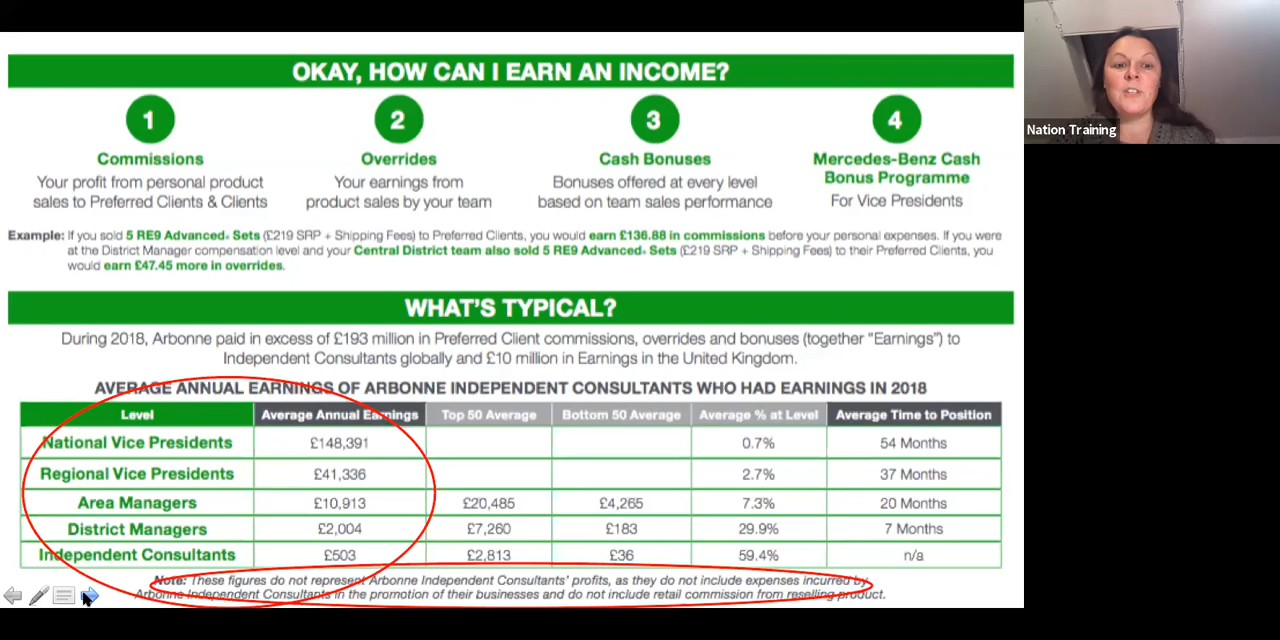 OKAY, HOW CAN I EARN AN INCOME?
1
Commissions
Your profit from personal product
sales to Preferred Clients & Clients
2
Overrides
Your earnings from
product sales by your team
3
Cash Bonuses
Bonuses offered at every level
based on team sales performance
4
Mercedes-Benz Cash
Bonus Programme
For Vice Presidents
Nation Training
Example: If you sold 5 RE9 Advanced® Sets (£219 SRP + Shipping Fees) to Preferred Clients, you would earn £136.88 in commissions before your personal expenses. If you were
at the District Manager compensation level and your Central District team also sold 5 RE9 Advanced® Sets (£219 SRP + Shipping Fees) to their Preferred Clients, you
would earn £47.45 more in overrides.
WHAT'S TYPICAL?
During 2018, Arbonne paid in excess of £193 million in Preferred Client commissions, overrides and bonuses (together "Earnings") to
Independent Consultants globally and £10 million in Earnings in the United Kingdom.
AVERAGE ANNUAL EARNINGS OF ARBONNE INDEPENDENT CONSULTANTS WHO HAD EARNINGS IN 2018
Level Average Annual Earnings Top 50 Average Bottom 50 Average Average % at Level Average Time to Position
National Vice Presidents £148,391 0.7% 54 Months
Regional Vice Presidents £41,336 2.7% 37 Months
Area Managers £10,913 £20,485 £4,265 7.3% 20 Months
District Managers £2,004 £7,260 £183 29.9% 7 Months
Independent Consultants £503 £2,813 £36 59.4% n/a
Note: These figures do not represent Arbonne Independent Consultants' profits, as they do not include expenses incurred by
Arbonne Independent Consultants in the promotion of their businesses and do not include retail commission from reselling product.